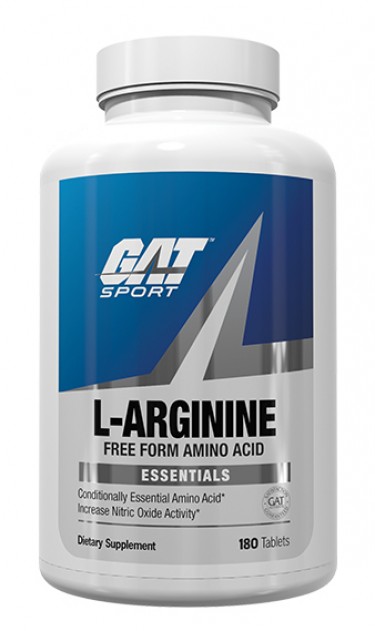 GAT™
SPORT
L-ARGININE
FREE FORM AMINO ACID
ESSENTIALS
Conditionally Essential Amino Acid*
Increase Nitric Oxide Activity*
GAT
Dietary Supplement
180 Tablets